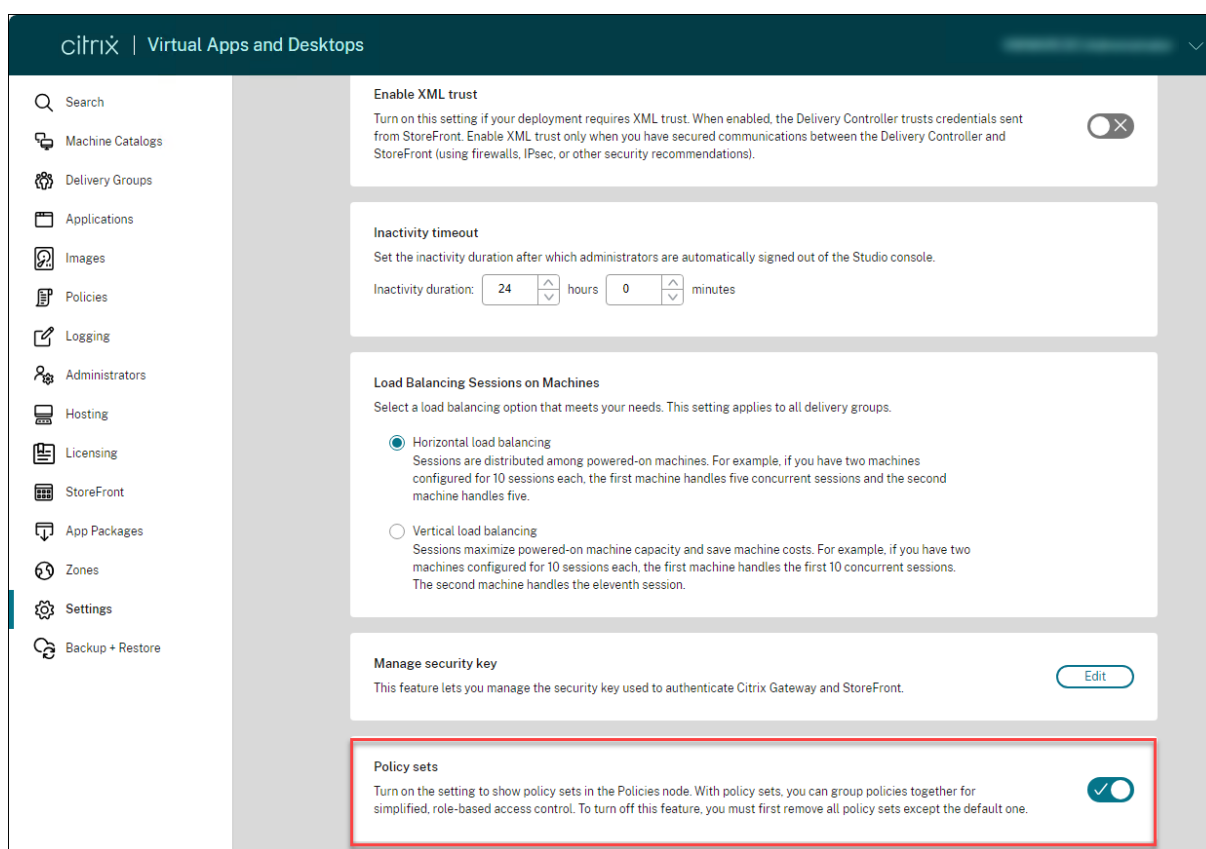 citrix | Virtual Apps and Desktops
Search
Machine Catalogs
Delivery Groups
Applications
Images
Policies
Logging
Administrators
Hosting
Licensing
StoreFront
App Packages
Zones
Settings
Backup + Restore
Enable XML trust
Turn on this setting if your deployment requires XML trust. When enabled, the Delivery Controller trusts credentials sent
from StoreFront. Enable XML trust only when you have secured communications between the Delivery Controller and
StoreFront (using firewalls, IPsec, or other security recommendations).
Inactivity timeout
Set the inactivity duration after which administrators are automatically signed out of the Studio console.
Inactivity duration: 24 hours 0 minutes
Load Balancing Sessions on Machines
Select a load balancing option that meets your needs. This setting applies to all delivery groups.
Horizontal load balancing
Sessions are distributed among powered-on machines. For example, if you have two machines
configured for 10 sessions each, the first machine handles five concurrent sessions and the second
machine handles five.
Vertical load balancing
Sessions maximize powered-on machine capacity and save machine costs. For example, if you have two
machines configured for 10 sessions each, the first machine handles the first 10 concurrent sessions.
The second machine handles the eleventh session.
Manage security key
This feature lets you manage the security key used to authenticate Citrix Gateway and StoreFront.
Edit
Policy sets
Turn on the setting to show policy sets in the Policies node. With policy sets, you can group policies together for
simplified, role-based access control. To turn off this feature, you must first remove all policy sets except the default one.